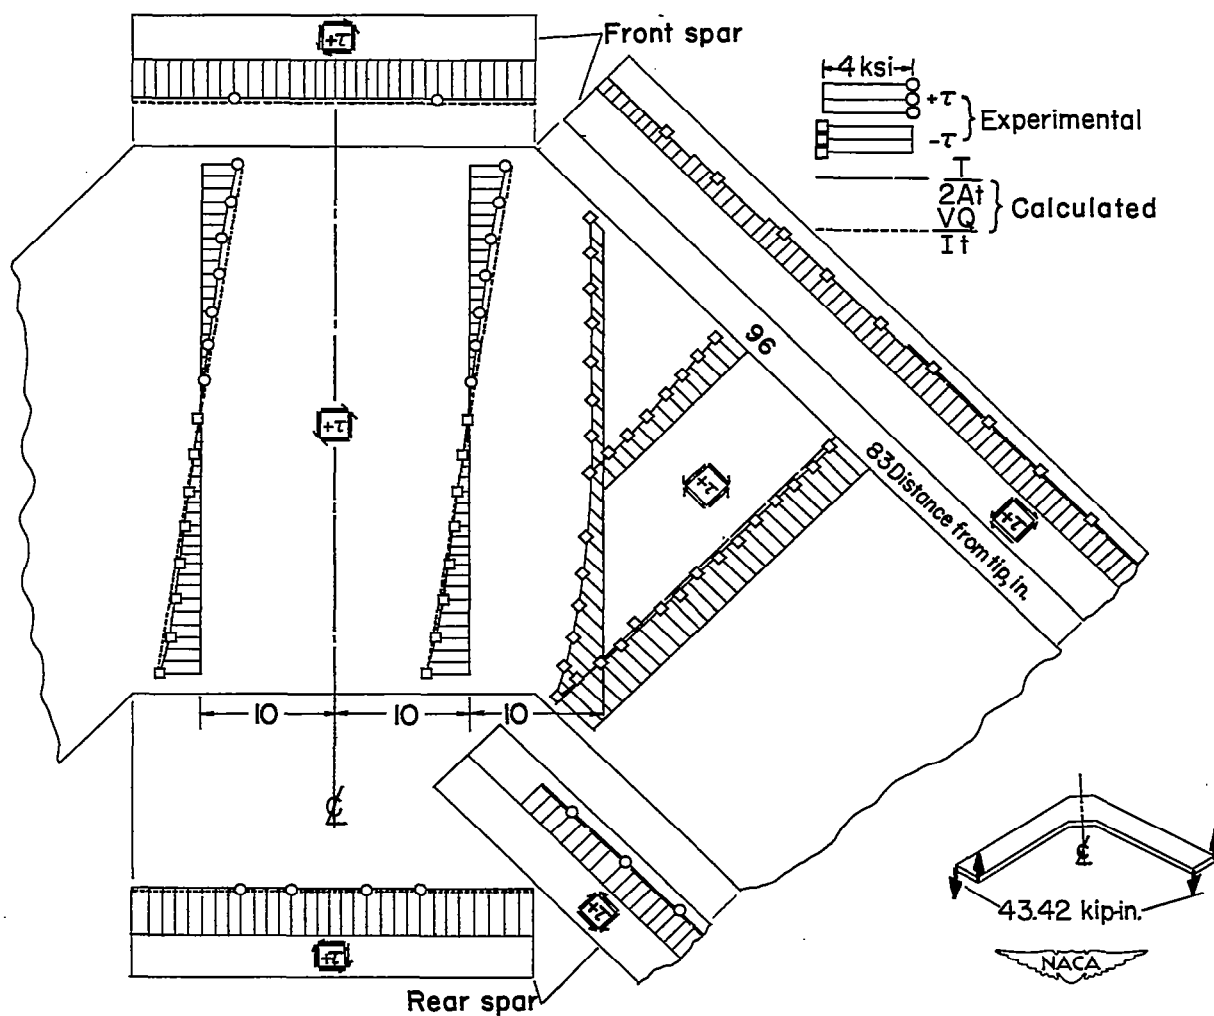 +τ
Front spar
4 ksi
+τ
Experimental
-τ
T
2At
VQ
It
Calculated
96
+τ
+τ
83 Distance from tip, in.
+τ
10
10
10
℄
+τ
℄
43.42 kip-in.
+τ
NACA
Rear spar